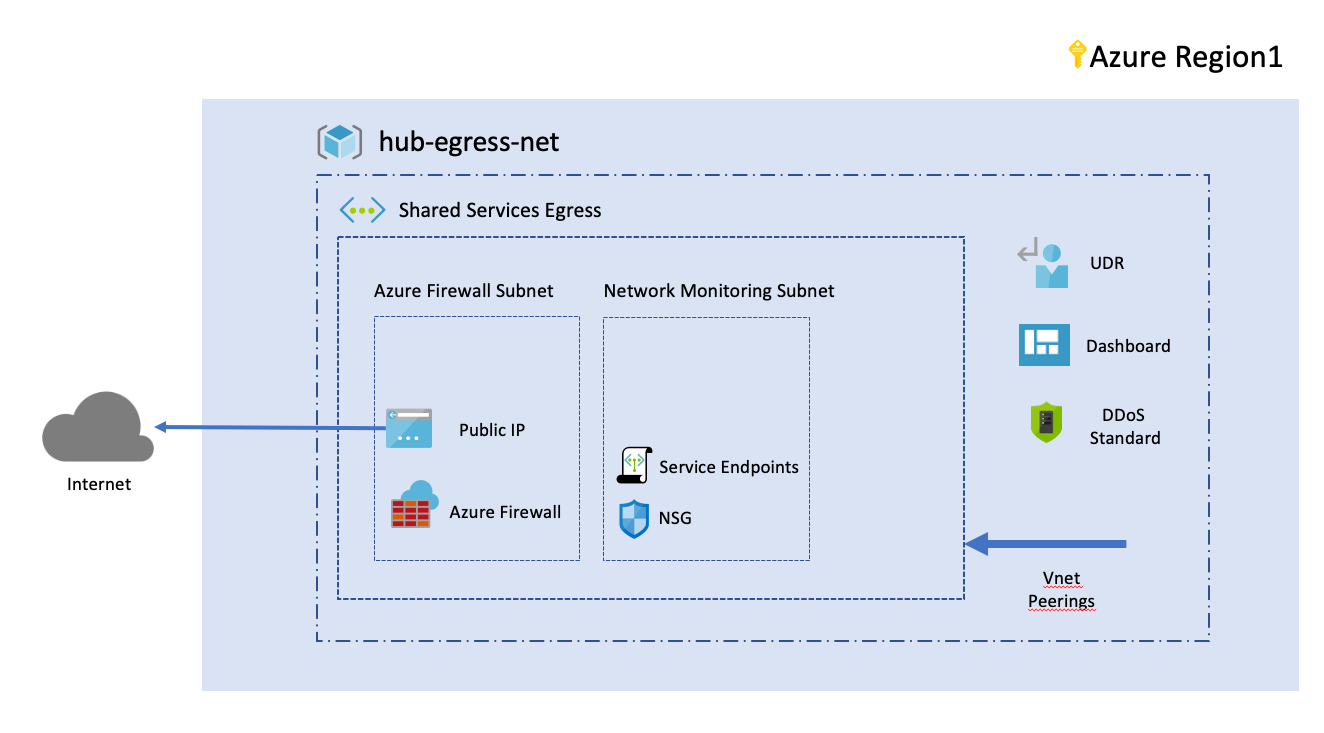 Azure Region1
hub-egress-net
Shared Services Egress
Azure Firewall Subnet
Network Monitoring Subnet
UDR
Dashboard
DDoS
Standard
Public IP
Service Endpoints
Azure Firewall
NSG
Internet
Vnet
Peerings